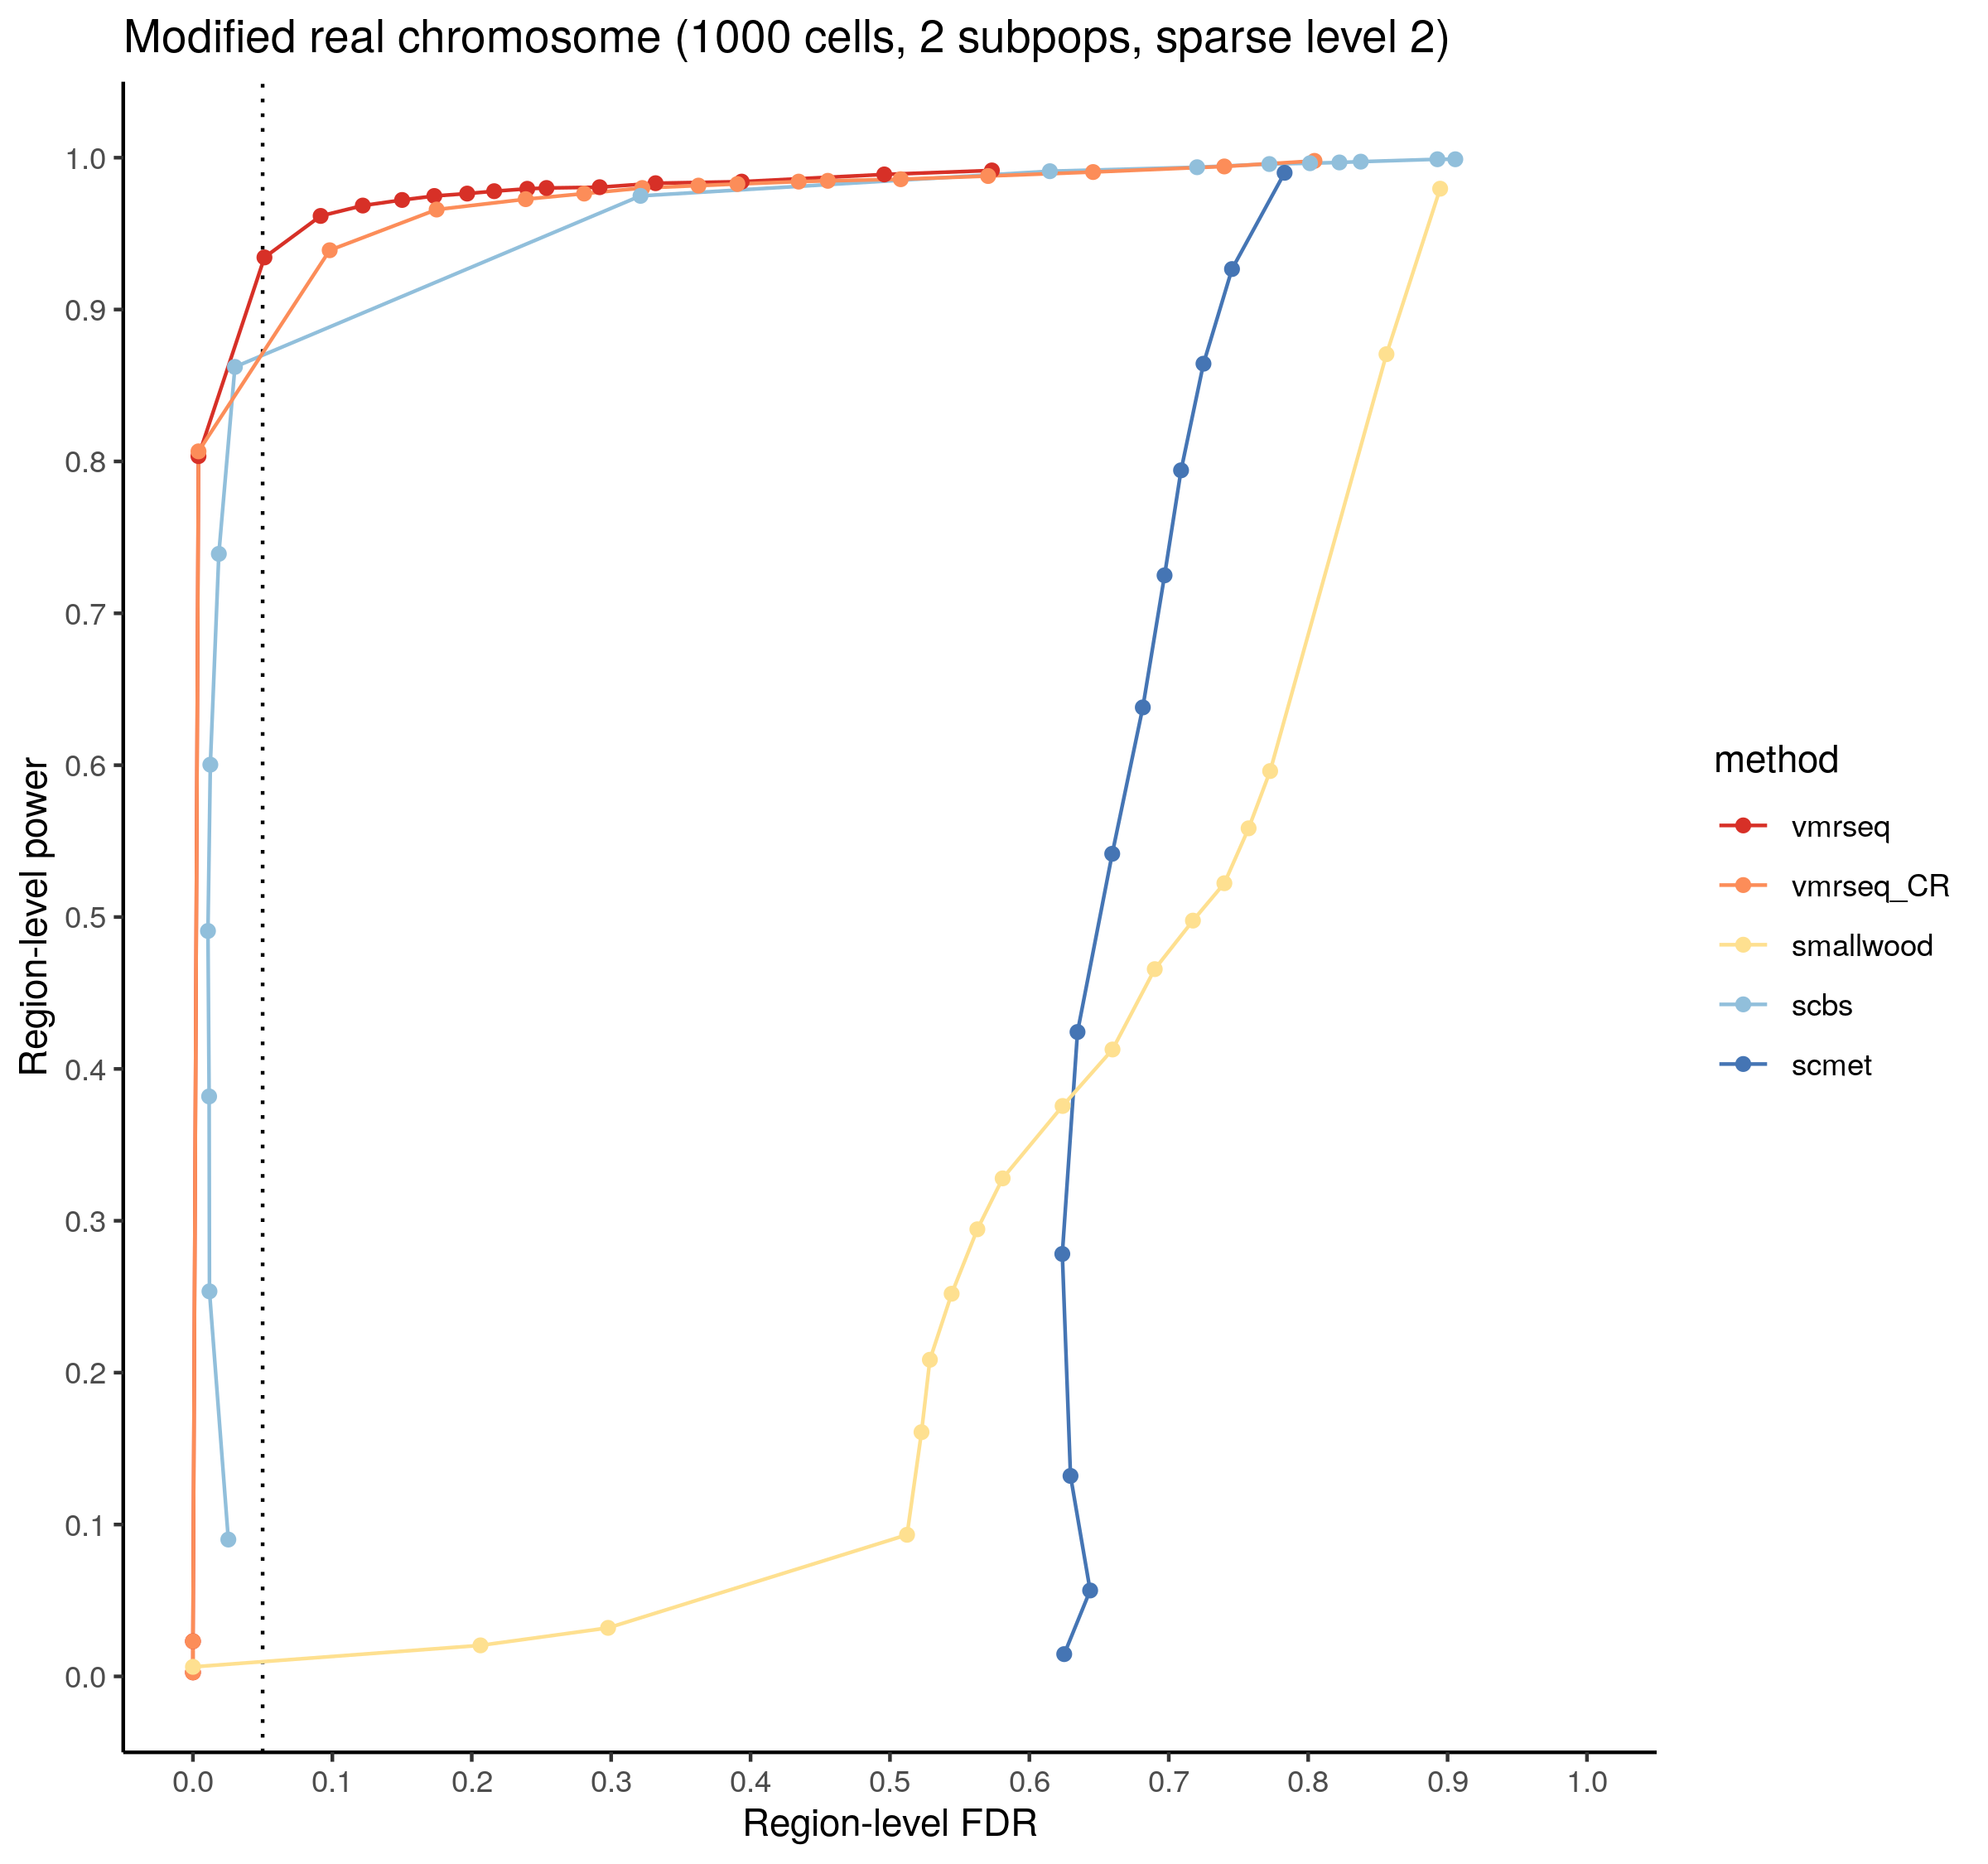 Modified real chromosome (1000 cells, 2 subpops, sparse level 2)
Region-level power
1.0
0.9
0.8
0.7
0.6
0.5
0.4
0.3
0.2
0.1
0.0
0.0 0.1 0.2 0.3 0.4 0.5 0.6 0.7 0.8 0.9 1.0
Region-level FDR
method
vmrseq
vmrseq_CR
smallwood
scbs
scmet